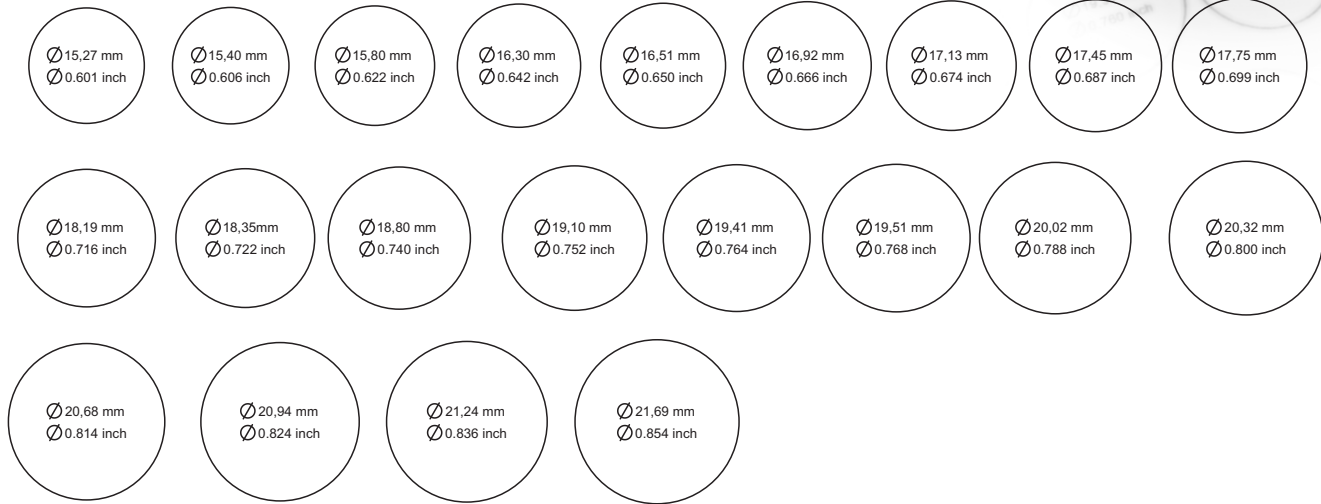 Ø 15,27 mm
Ø 0.601 inch
Ø 15,40 mm
Ø 0.606 inch
Ø 15,80 mm
Ø 0.622 inch
Ø 16,30 mm
Ø 0.642 inch
Ø 16,51 mm
Ø 0.650 inch
Ø 16,92 mm
Ø 0.666 inch
Ø 17,13 mm
Ø 0.674 inch
Ø 17,45 mm
Ø 0.687 inch
Ø 17,75 mm
Ø 0.699 inch
Ø 18,19 mm
Ø 0.716 inch
Ø 18,35mm
Ø 0.722 inch
Ø 18,80 mm
Ø 0.740 inch
Ø 19,10 mm
Ø 0.752 inch
Ø 19,41 mm
Ø 0.764 inch
Ø 19,51 mm
Ø 0.768 inch
Ø 20,02 mm
Ø 0.788 inch
Ø 20,32 mm
Ø 0.800 inch
Ø 20,68 mm
Ø 0.814 inch
Ø 20,94 mm
Ø 0.824 inch
Ø 21,24 mm
Ø 0.836 inch
Ø 21,69 mm
Ø 0.854 inch